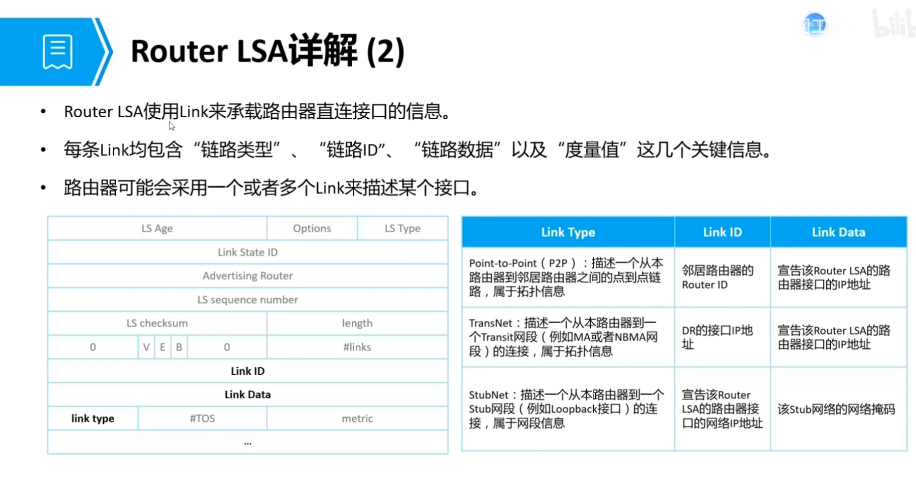 Router LSA详解 (2)
• Router LSA使用Link来承载路由器直连接口的信息。
• 每条Link均包含“链路类型”、“链路ID”、“链路数据”以及“度量值”这几个关键信息。
• 路由器可能会采用一个或者多个Link来描述某个接口。
LS Age Options LS Type
Link State ID
Advertising Router
LS sequence number
LS checksum length
0 V E B 0 #links
Link ID
Link Data
link type #TOS metric
...
Link Type Link ID Link Data
Point-to-Point（P2P）：描述一个从本
路由器到邻居路由器之间的点到点链
路，属于拓扑信息
邻居路由器的
Router ID
宣告该Router LSA的路
由器接口的IP地址
TransNet：描述一个从本路由器到一
个Transit网段（例如MA或者NBMA网
段）的连接，属于拓扑信息
DR的接口IP地
址
宣告该Router LSA的路
由器接口的IP地址
StubNet：描述一个从本路由器到一个
Stub网段（例如Loopback接口）的连
接，属于网段信息
宣告该Router
LSA的路由器接
口的网络IP地址
该Stub网络的网络掩码